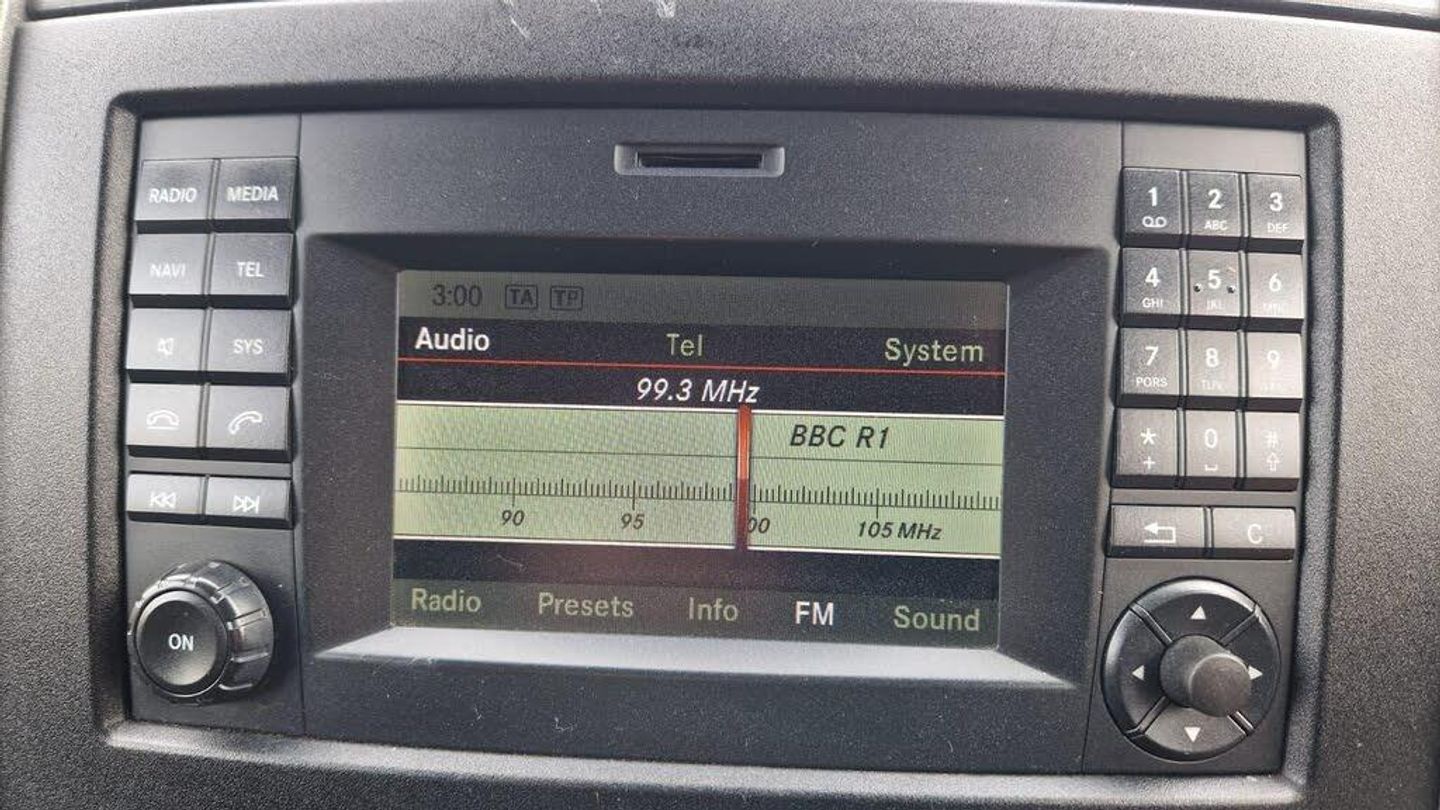 RADIO MEDIA
NAVI TEL
SYS
ON
3:00 TA TP
Audio Tel System
99.3 MHz
BBC R1
90 95 00 105 MHz
Radio Presets Info FM Sound
1 2 3
ABC DEF
4 5 6
GHI JKL
7 8 9
PQRS TUV
* 0 #
+
C